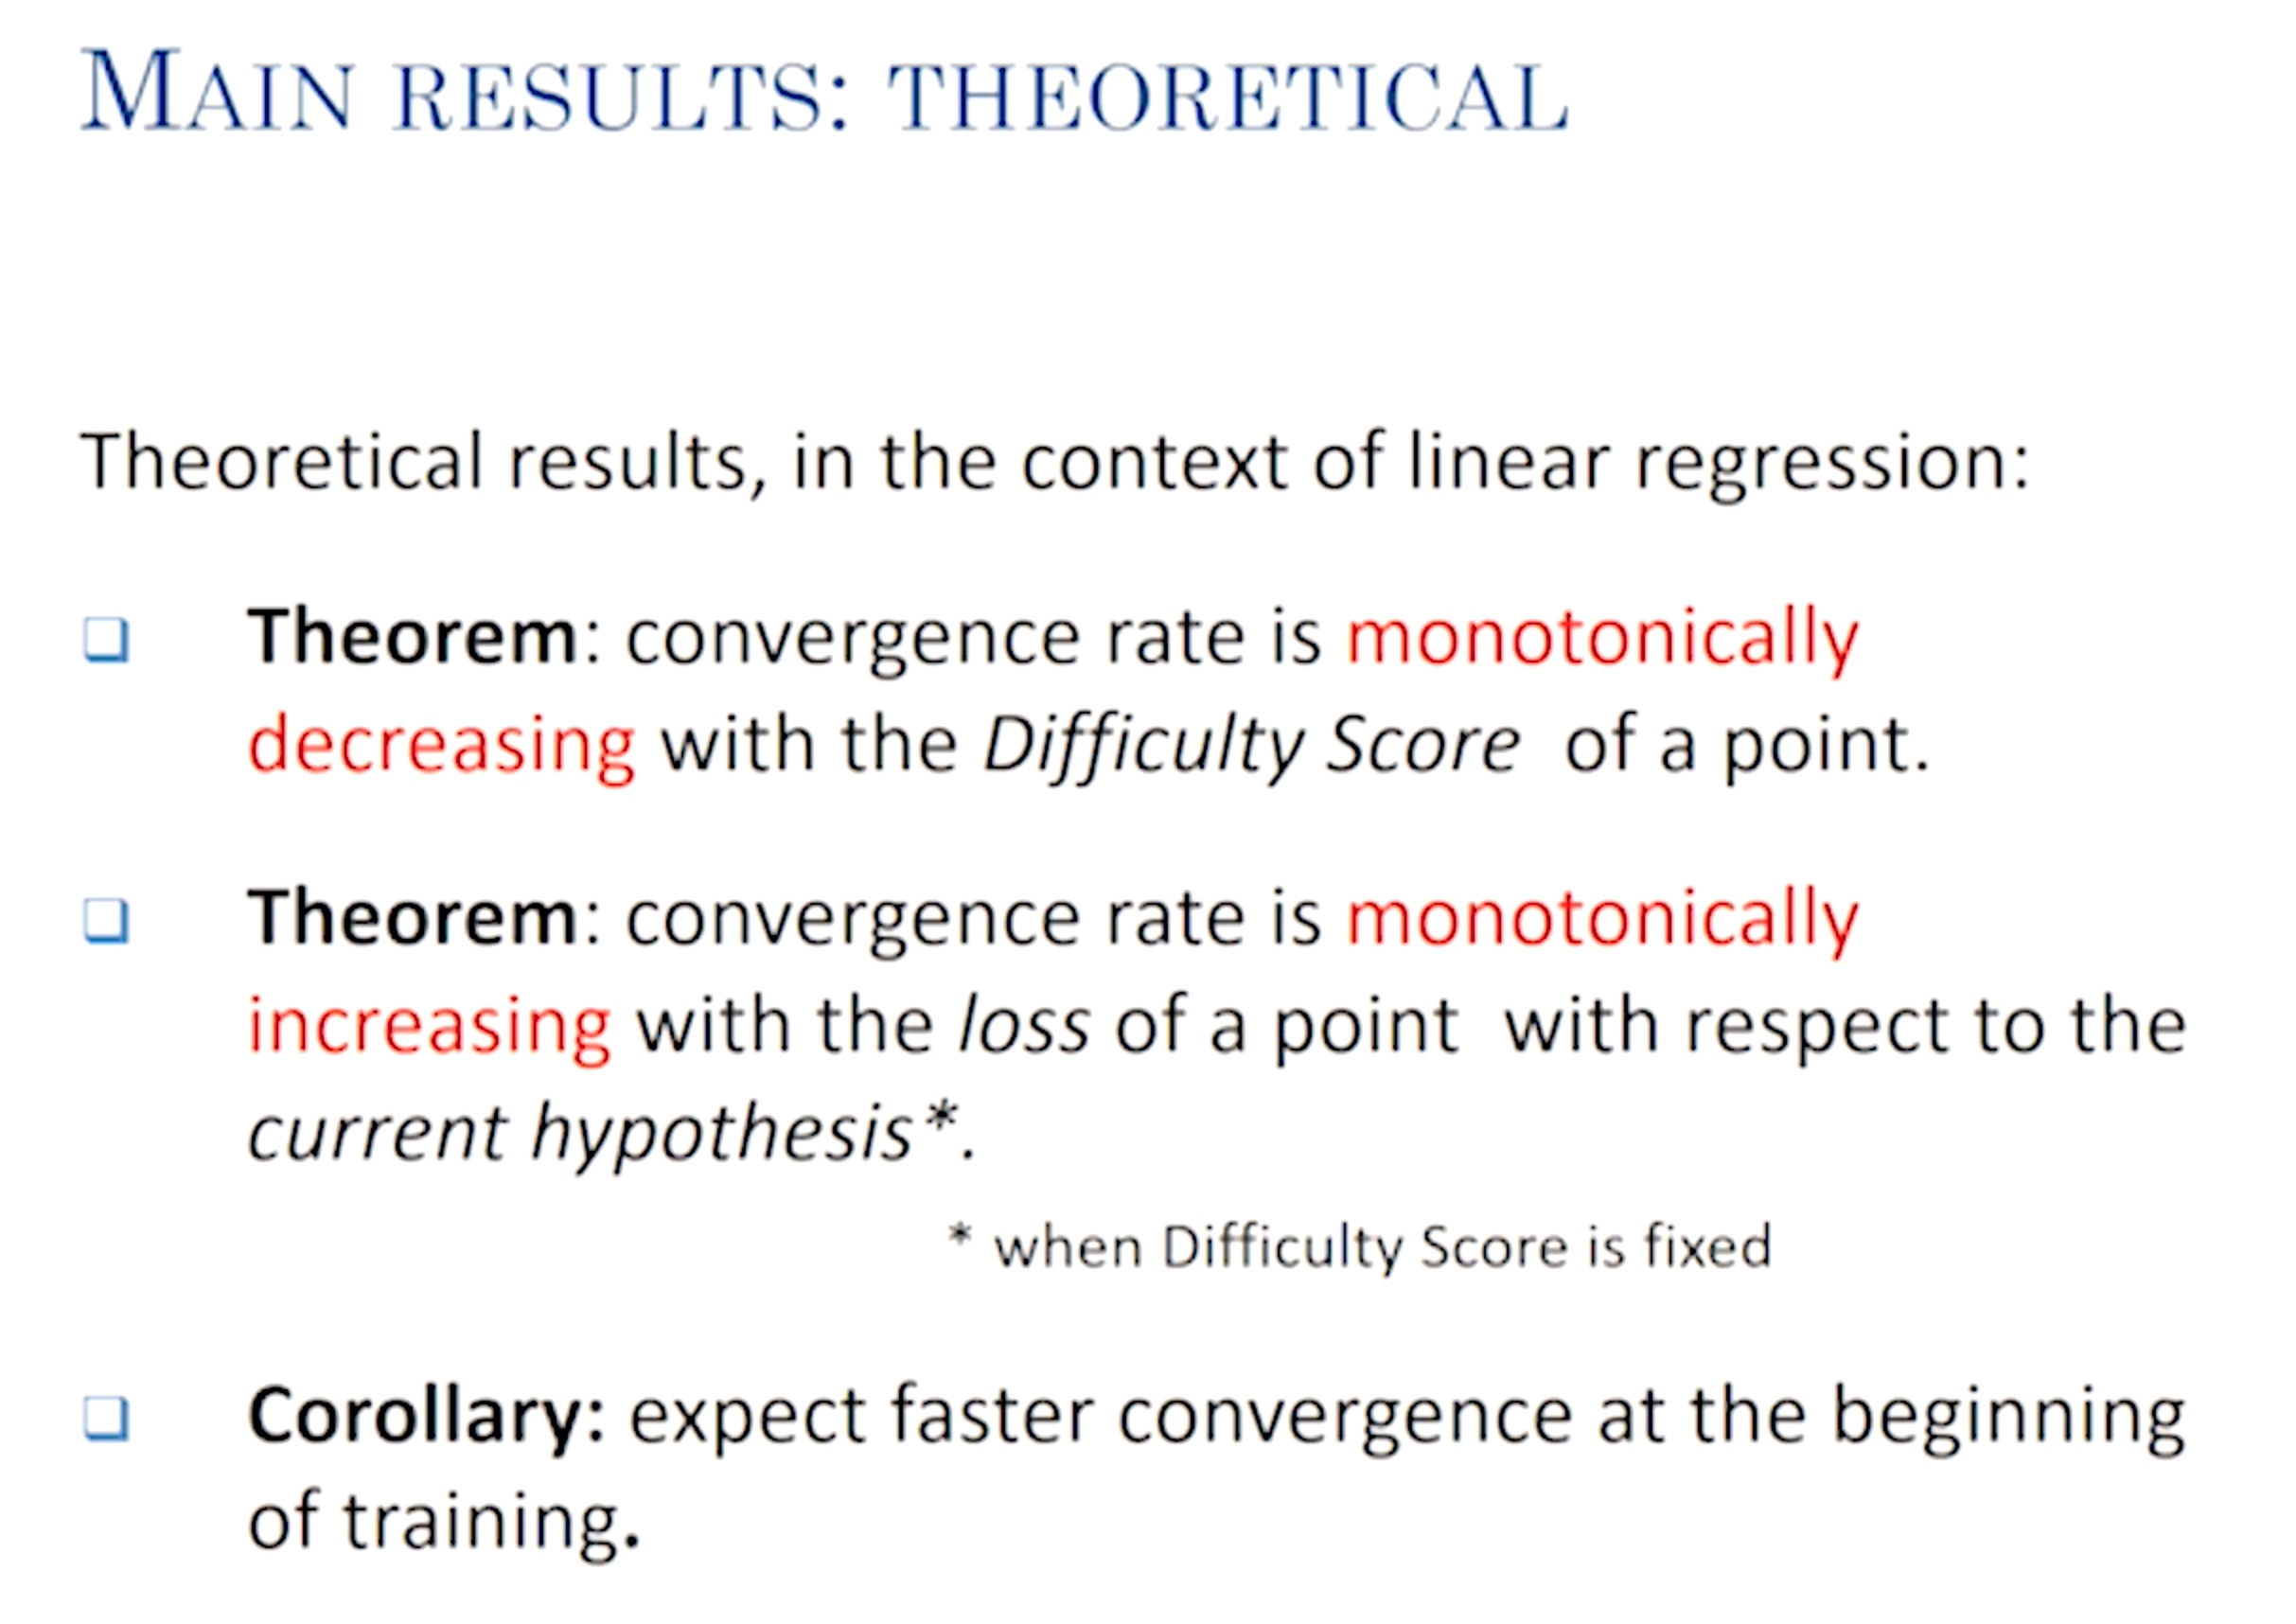 MAIN RESULTS: THEORETICAL
Theoretical results, in the context of linear regression:
❑ Theorem: convergence rate is monotonically
decreasing with the Difficulty Score of a point.
❑ Theorem: convergence rate is monotonically
increasing with the loss of a point with respect to the
current hypothesis*.
* when Difficulty Score is fixed
❑ Corollary: expect faster convergence at the beginning
of training.